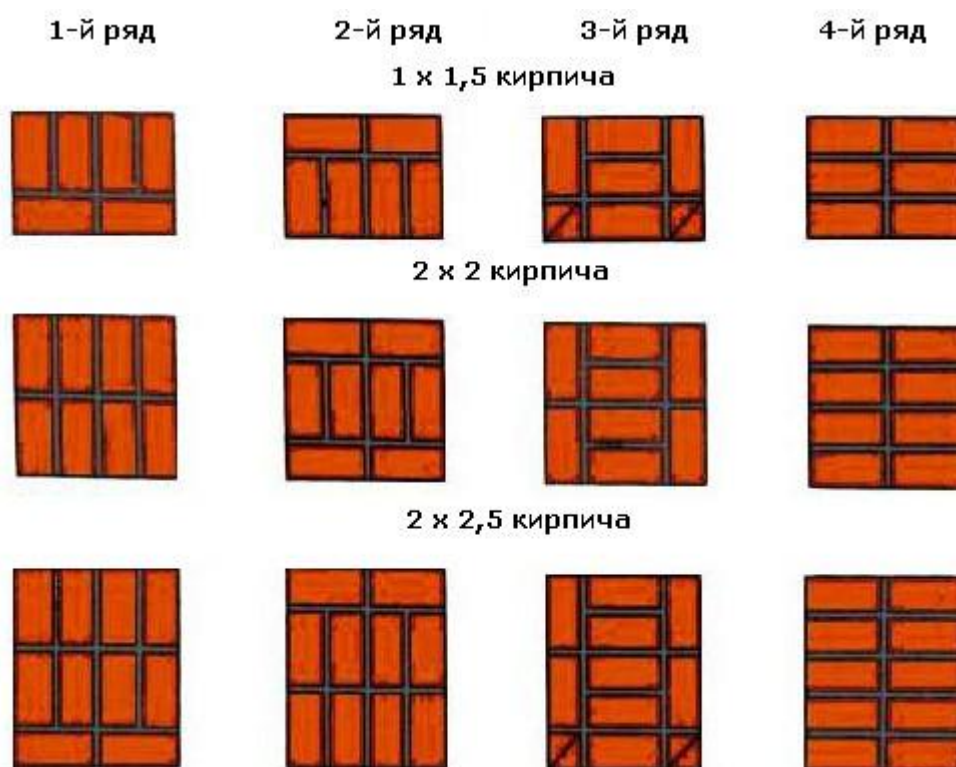 1-й ряд 2-й ряд 3-й ряд 4-й ряд
1 х 1,5 кирпича
2 х 2 кирпича
2 х 2,5 кирпича